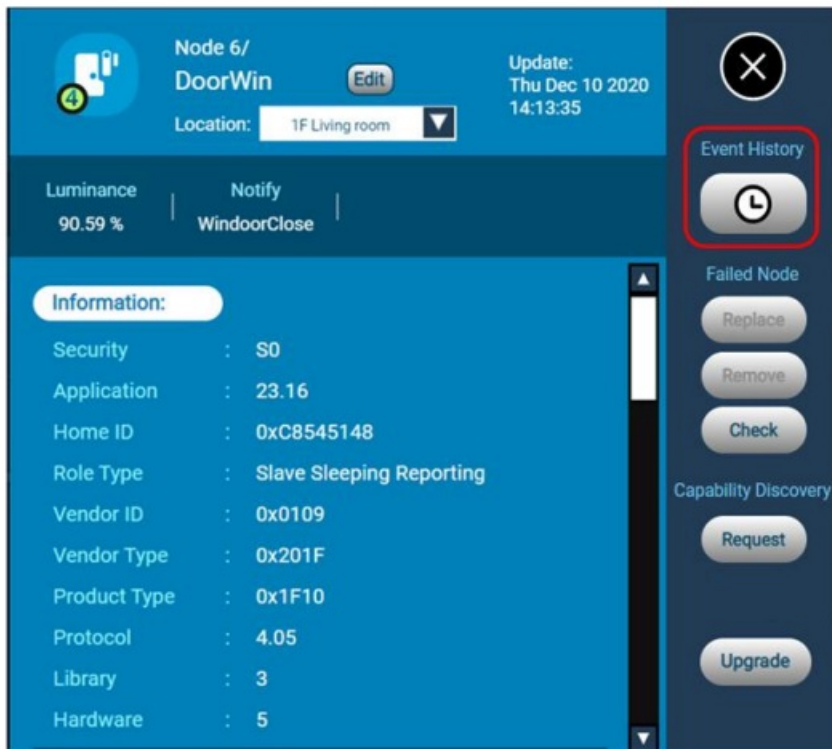 Node 6/
DoorWin
Edit
Location:
1F Living room
Update:
Thu Dec 10 2020
14:13:35
4
Luminance
90.59 %
Notify
WindoorClose
Information:
Security : S0
Application : 23.16
Home ID : 0xC8545148
Role Type : Slave Sleeping Reporting
Vendor ID : 0x0109
Vendor Type : 0x201F
Product Type : 0x1F10
Protocol : 4.05
Library : 3
Hardware : 5
Event History
Failed Node
Replace
Remove
Check
Capability Discovery
Request
Upgrade